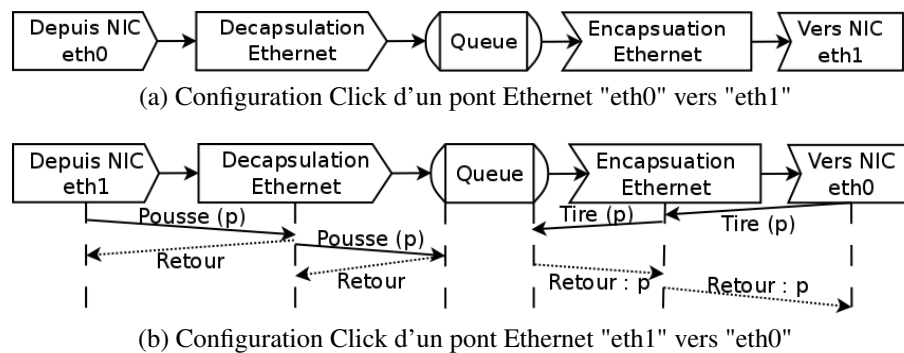 Depuis NIC
eth0
Decapsulation
Ethernet
Queue
Encapsuation
Ethernet
Vers NIC
eth1
(a) Configuration Click d'un pont Ethernet "eth0" vers "eth1"
Depuis NIC
eth1
Decapsulation
Ethernet
Queue
Encapsuation
Ethernet
Vers NIC
eth0
Pousse (p)
Tire (p)
Tire (p)
Retour
Pousse (p)
Retour
Retour : p
Retour : p
(b) Configuration Click d'un pont Ethernet "eth1" vers "eth0"